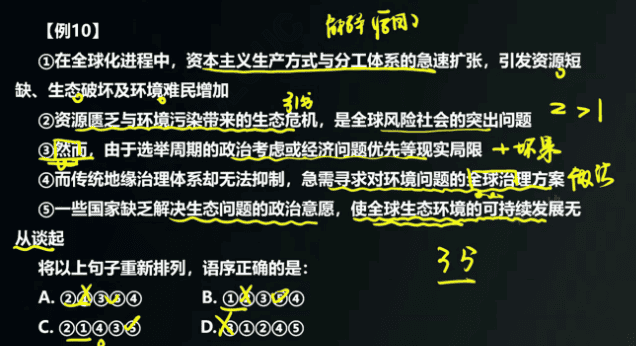 【例10】
①在全球化进程中，资本主义生产方式与分工体系的急速扩张，引发资源短
缺、生态破坏及环境难民增加
②资源匮乏与环境污染带来的生态危机，是全球风险社会的突出问题
2>1
③然而，由于选举周期的政治考虑或经济问题优先等现实局限
+坏果
④而传统地缘治理体系却无法抑制，急需寻求对环境问题的全球治理方案
做法
⑤一些国家缺乏解决生态问题的政治意愿，使全球生态环境的可持续发展无
从谈起
35
将以上句子重新排列，语序正确的是：
A. ②①③⑤④
B. ①②③⑤④
C. ②①④③⑤
D. ③①②④⑤